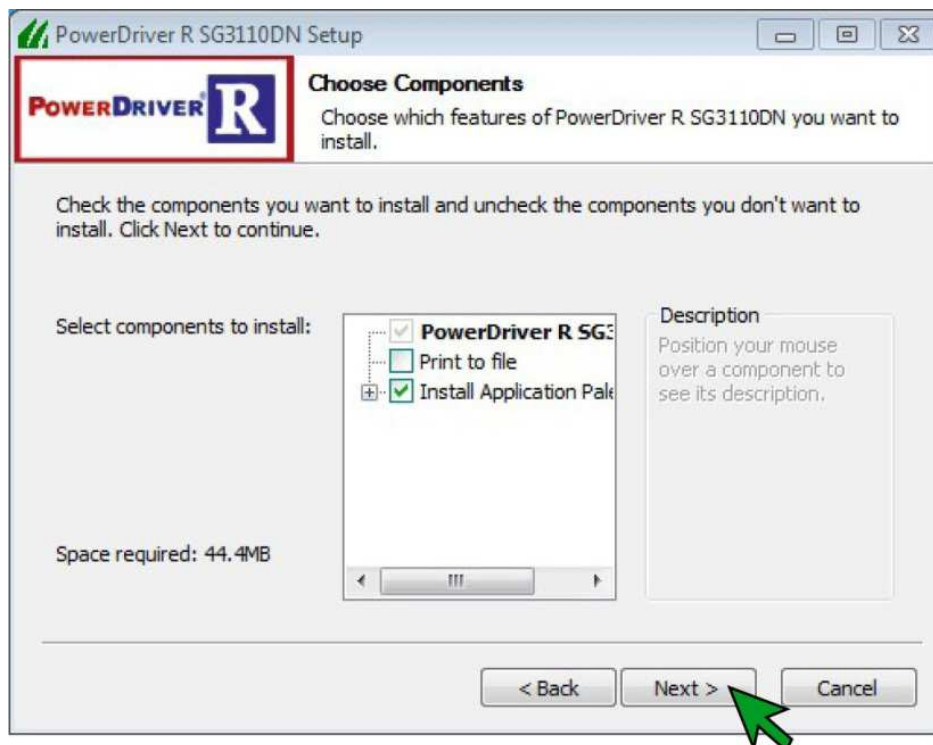 PowerDriver R SG3110DN Setup
POWERDRIVER R
Choose Components
Choose which features of PowerDriver R SG3110DN you want to
install.
Check the components you want to install and uncheck the components you don't want to
install. Click Next to continue.
Select components to install:
PowerDriver R SG3
Print to file
Install Application Pale
Description
Position your mouse
over a component to
see its description.
Space required: 44.4MB
< Back
Next >
Cancel